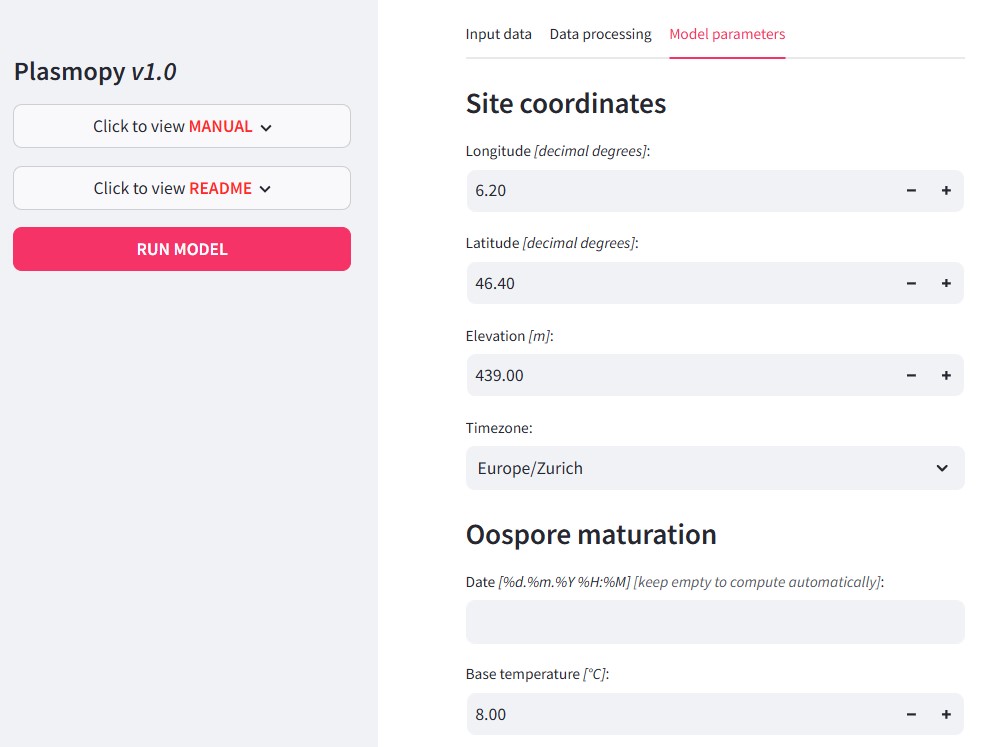 Plasmopy v1.0
Click to view MANUAL
Click to view README
RUN MODEL
Input data Data processing Model parameters
Site coordinates
Longitude [decimal degrees]:
6.20
Latitude [decimal degrees]:
46.40
Elevation [m]:
439.00
Timezone:
Europe/Zurich
Oospore maturation
Date [%d.%m.%Y %H:%M] [keep empty to compute automatically]:
Base temperature [°C]:
8.00